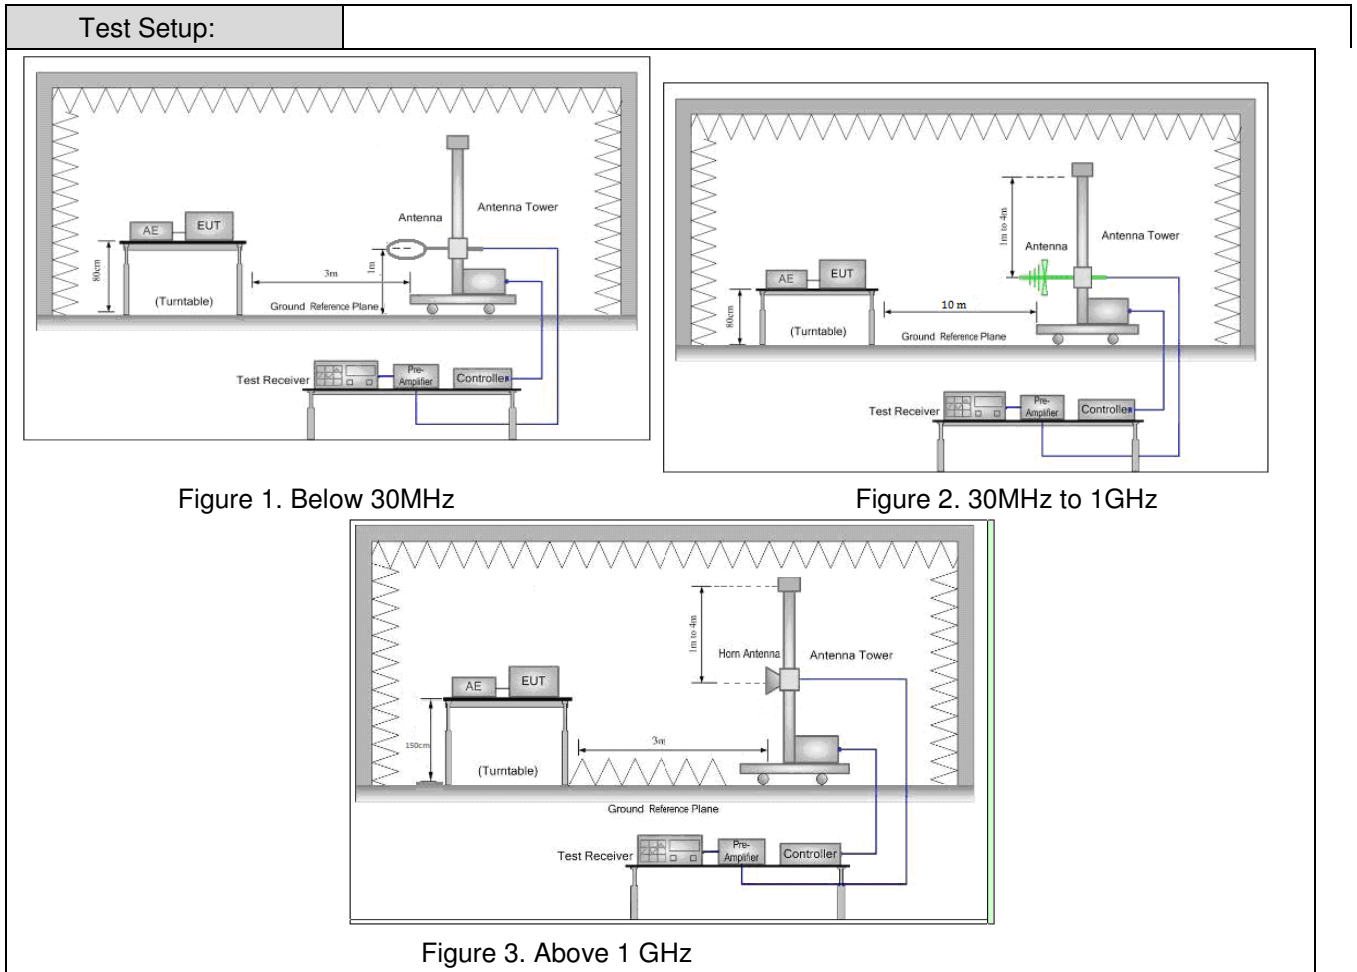 Test Setup:
Antenna
Antenna Tower
AE
EUT
80cm
3m
1m
(Turntable)
Ground Reference Plane
Test Receiver
Pre-
Amplifier
Controller
Figure 1. Below 30MHz
1m to 4m
Antenna
Antenna Tower
AE
EUT
80cm
10 m
(Turntable)
Ground Reference Plane
Test Receiver
Pre-
Amplifier
Controller
Figure 2. 30MHz to 1GHz
1m to 4m
Horn Antenna
Antenna Tower
AE
EUT
150cm
3m
(Turntable)
Ground Reference Plane
Test Receiver
Pre-
Amplifier
Controller
Figure 3. Above 1 GHz